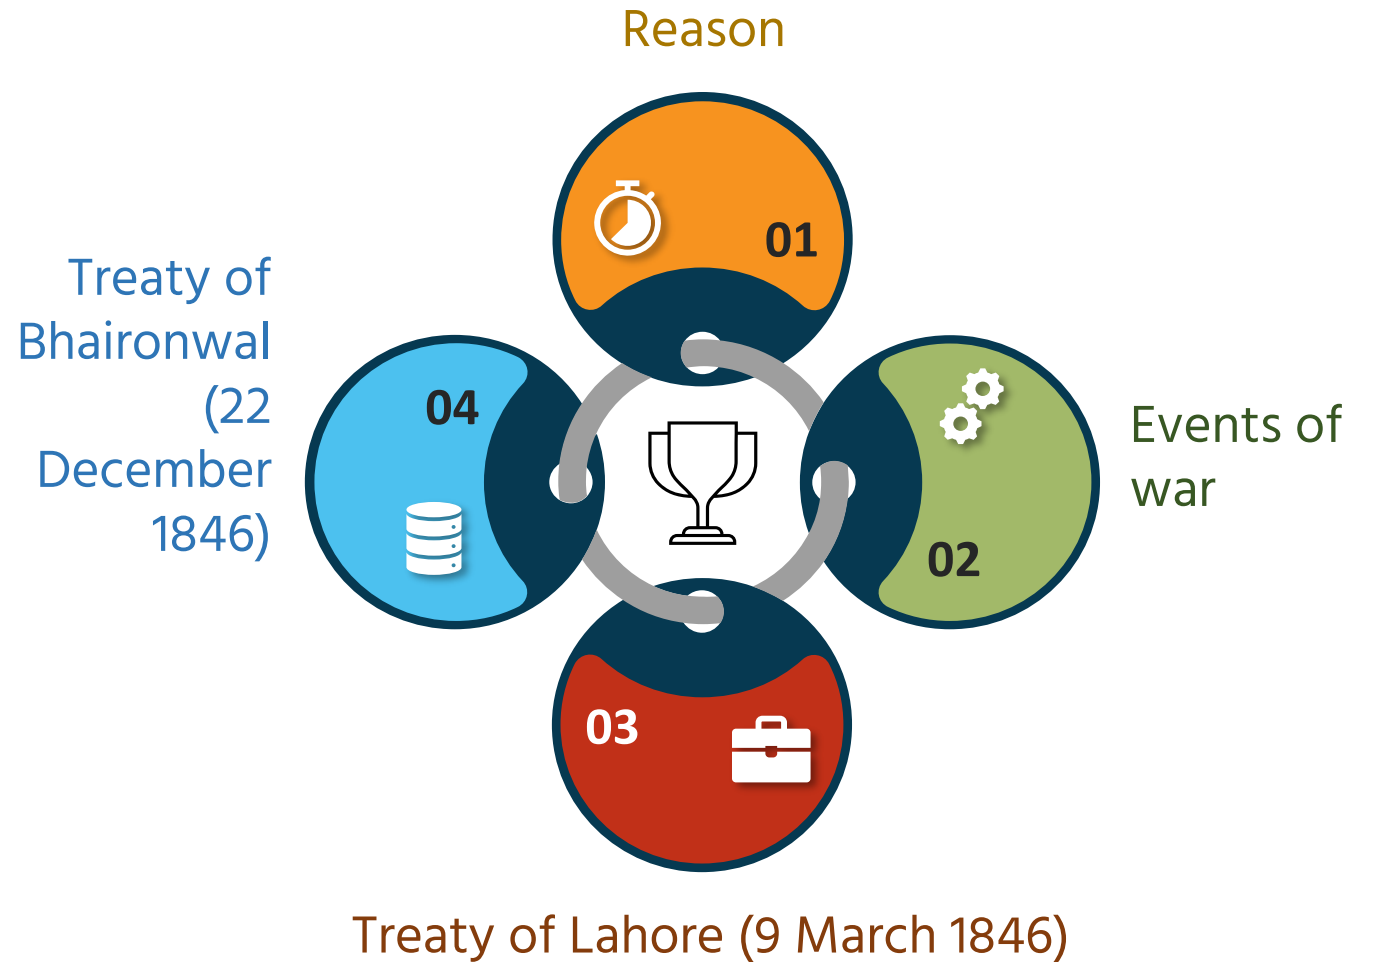 Reason
01
Events of
war
02
03
Treaty of Lahore (9 March 1846)
Treaty of
Bhaironwal
(22
December
1846)
04